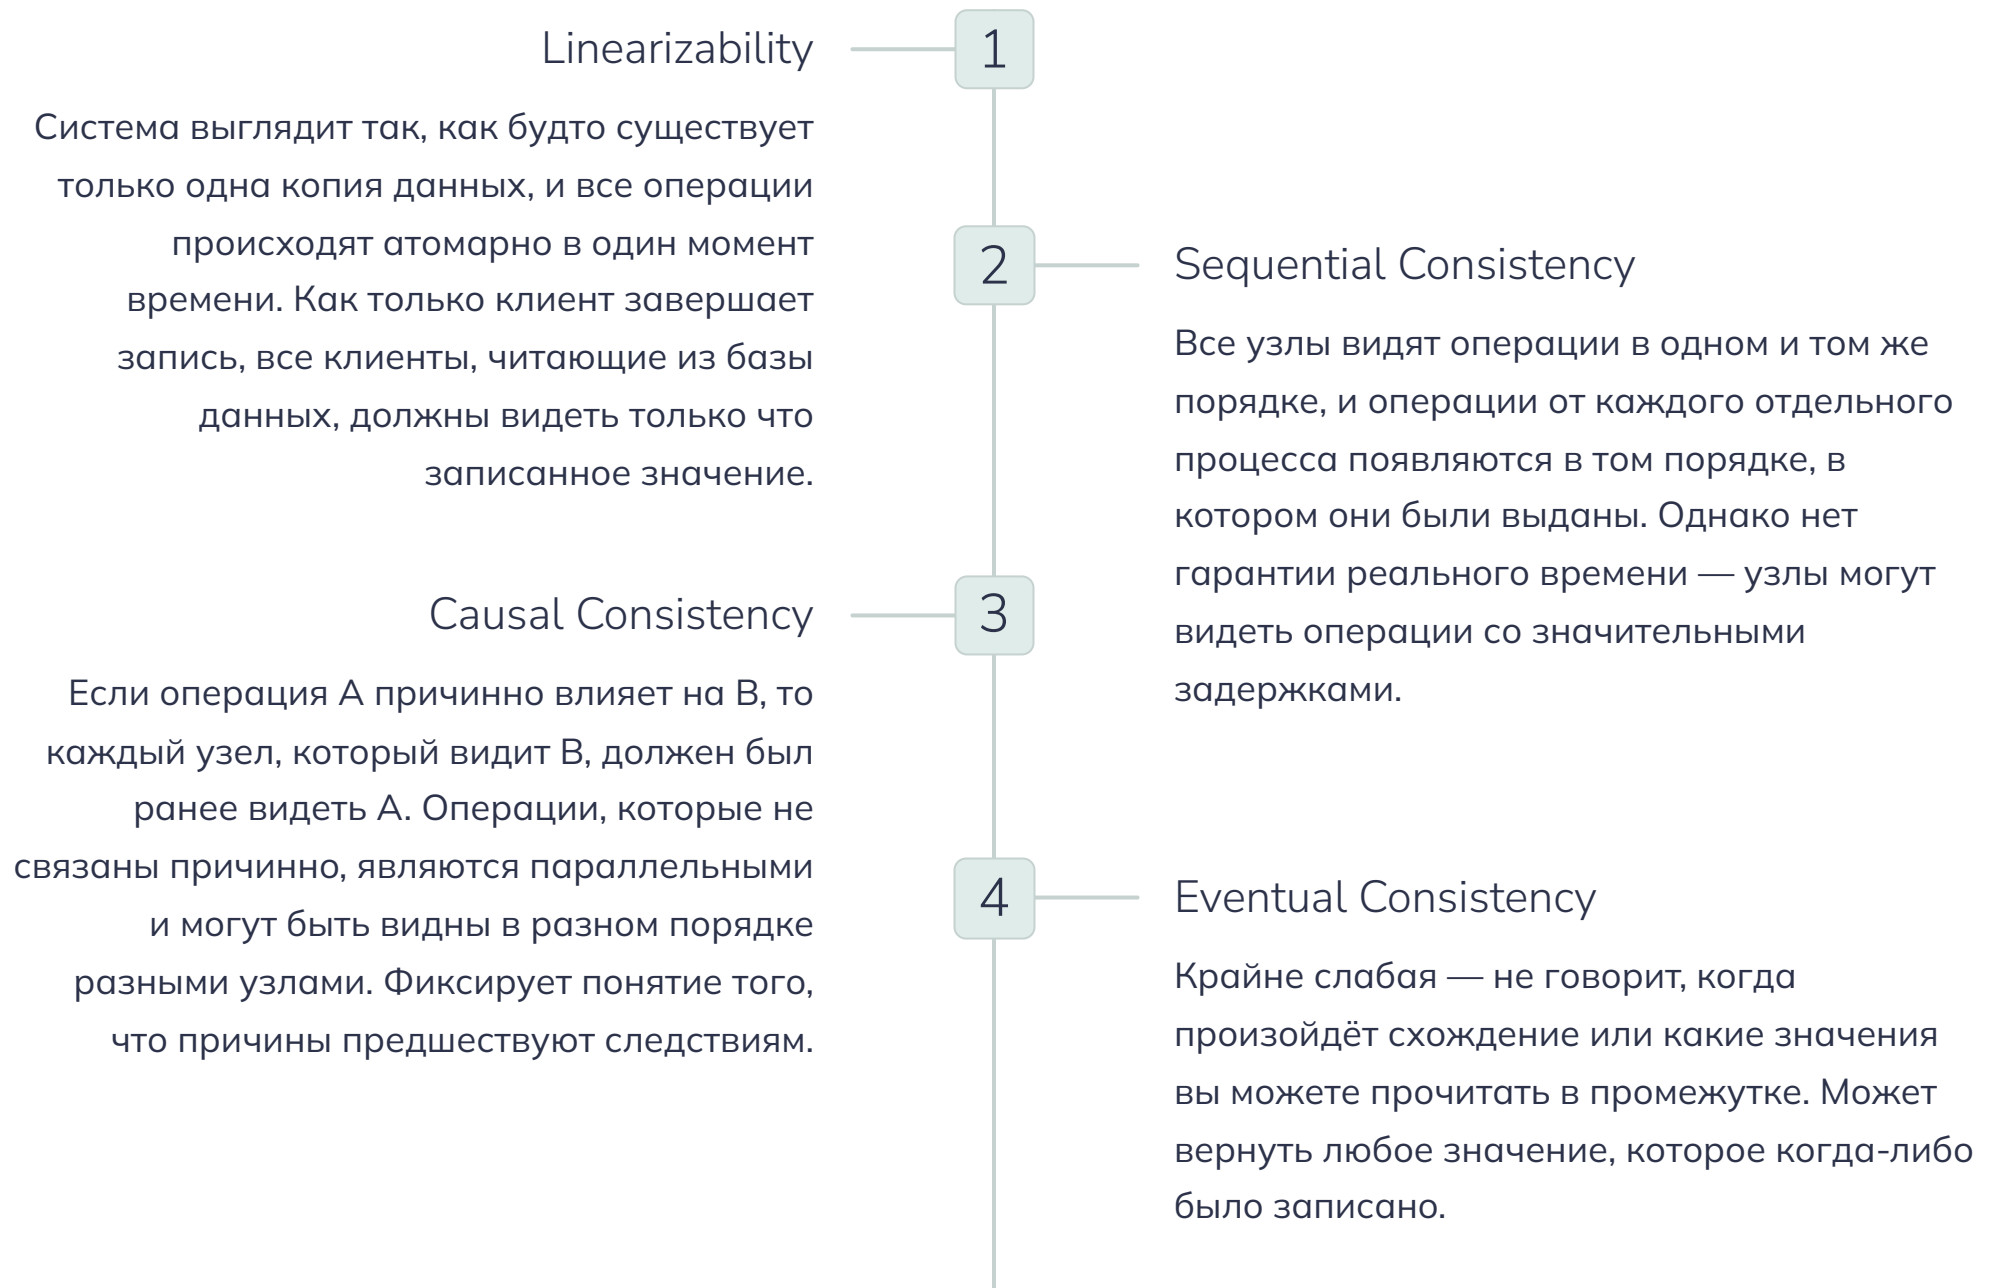 1
Linearizability
Система выглядит так, как будто существует
только одна копия данных, и все операции
происходят атомарно в один момент
времени. Как только клиент завершает
запись, все клиенты, читающие из базы
данных, должны видеть только что
записанное значение.
2
Sequential Consistency
Все узлы видят операции в одном и том же
порядке, и операции от каждого отдельного
процесса появляются в том порядке, в
котором они были выданы. Однако нет
гарантии реального времени — узлы могут
видеть операции со значительными
задержками.
3
Causal Consistency
Если операция A причинно влияет на B, то
каждый узел, который видит B, должен был
ранее видеть A. Операции, которые не
связаны причинно, являются параллельными
и могут быть видны в разном порядке
разными узлами. Фиксирует понятие того,
что причины предшествуют следствиям.
4
Eventual Consistency
Крайне слабая — не говорит, когда
произойдёт схождение или какие значения
вы можете прочитать в промежутке. Может
вернуть любое значение, которое когда-либо
было записано.